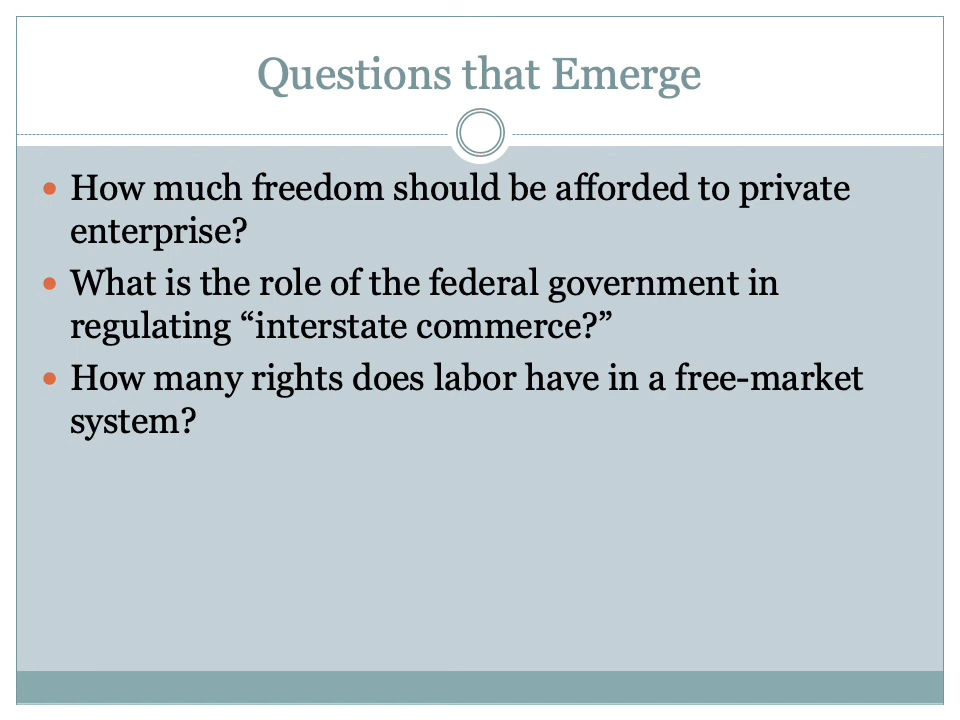 Questions that Emerge
• How much freedom should be afforded to private
enterprise?
• What is the role of the federal government in
regulating “interstate commerce?”
• How many rights does labor have in a free-market
system?